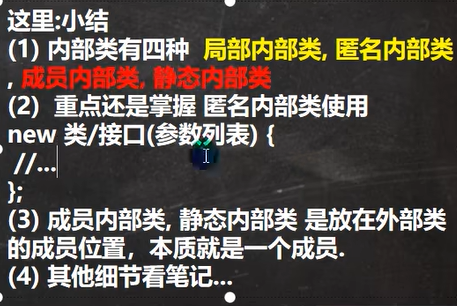 这里:小结
(1) 内部类有四种 局部内部类, 匿名内部类
, 成员内部类, 静态内部类
(2) 重点还是掌握 匿名内部类使用
new 类/接口(参数列表) {
//...
};
(3) 成员内部类, 静态内部类 是放在外部类
的成员位置，本质就是一个成员.
(4) 其他细节看笔记...